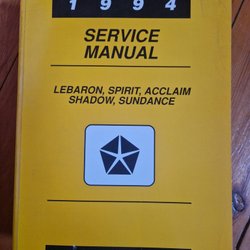 1994
SERVICE
MANUAL
LEBARON, SPIRIT, ACCLAIM
SHADOW, SUNDANCE